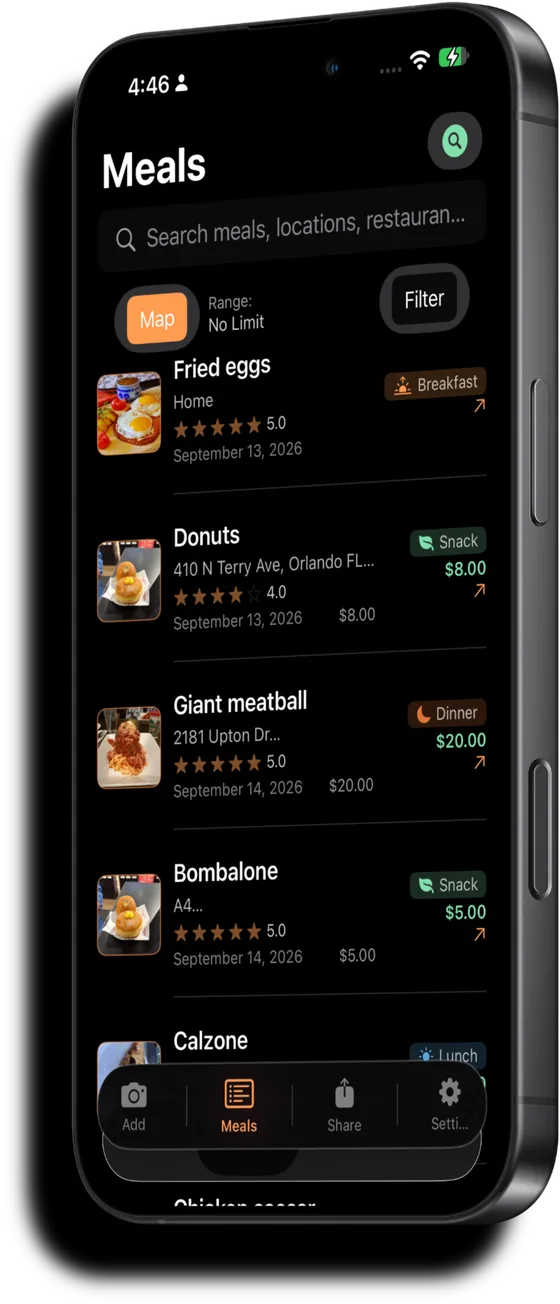 4:46
Meals
Search meals, locations, restauran...
Map
Range:
No Limit
Filter
Fried eggs
Breakfast
Home
5.0
September 13, 2026
Donuts
Snack
410 N Terry Ave, Orlando FL...
$8.00
4.0
September 13, 2026
$8.00
Giant meatball
Dinner
2181 Upton Dr...
$20.00
5.0
September 14, 2026
$20.00
Bombalone
Snack
A4...
$5.00
5.0
September 14, 2026
$5.00
Calzone
Lunch
Add
Meals
Share
Setti...